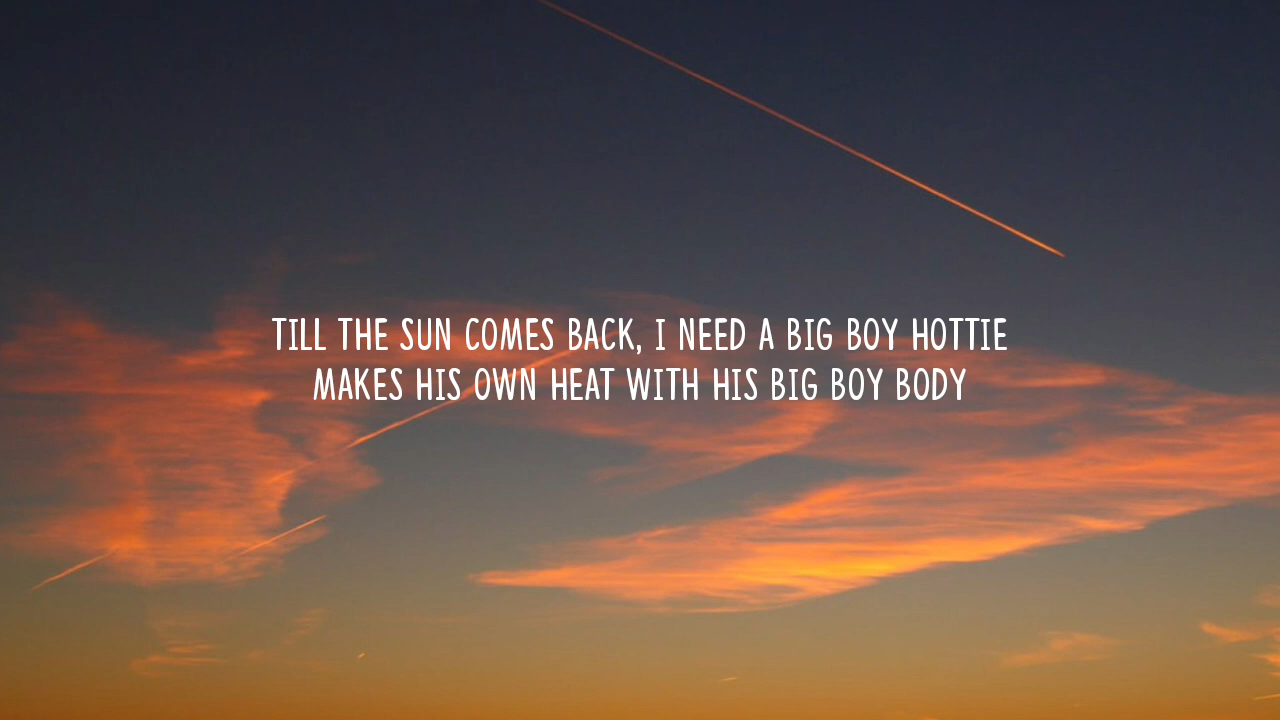 TILL THE SUN COMES BACK, I NEED A BIG BOY HOTTIE
MAKES HIS OWN HEAT WITH HIS BIG BOY BODY